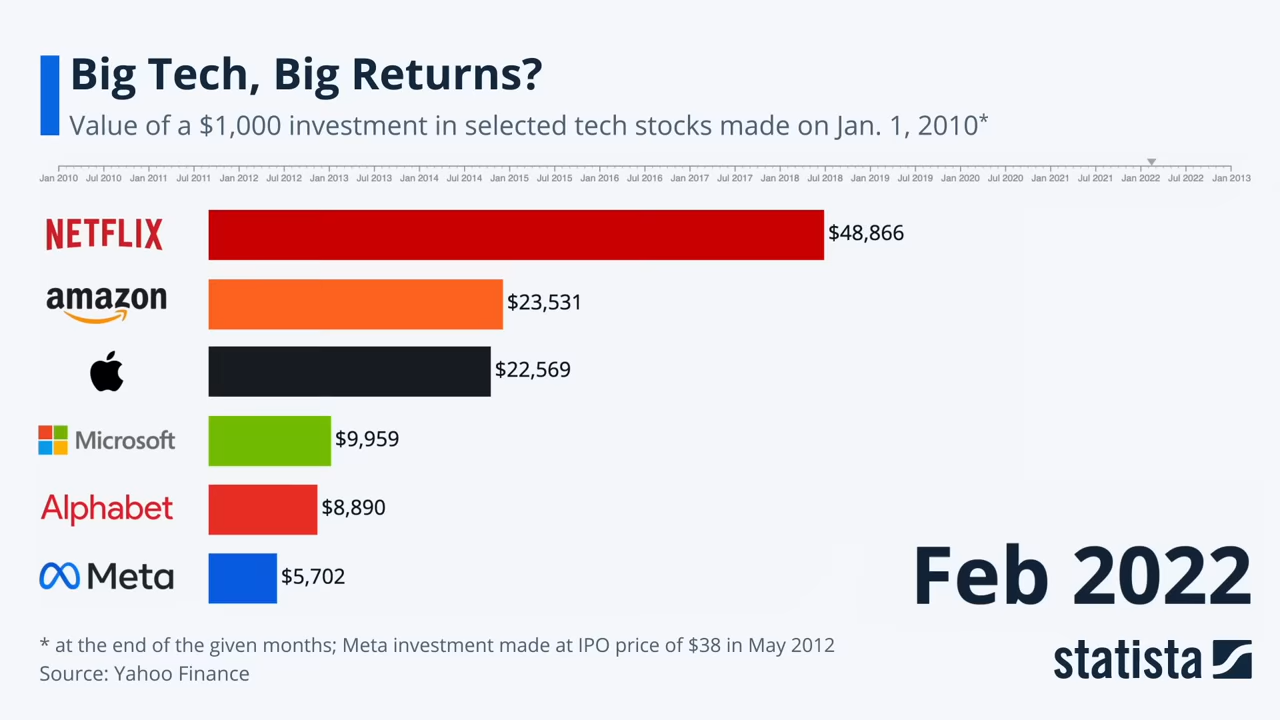 Big Tech, Big Returns?
Value of a $1,000 investment in selected tech stocks made on Jan. 1, 2010*
Jan 2010 Jul 2010 Jan 2011 Jul 2011 Jan 2012 Jul 2012 Jan 2013 Jul 2013 Jan 2014 Jul 2014 Jan 2015 Jul 2015 Jan 2016 Jul 2016 Jan 2017 Jul 2017 Jan 2018 Jul 2018 Jan 2019 Jul 2019 Jan 2020 Jul 2020 Jan 2021 Jul 2021 Jan 2022 Jul 2022 Jan 2013
NETFLIX $48,866
amazon $23,531
$22,569
Microsoft $9,959
Alphabet $8,890
Meta $5,702
Feb 2022
* at the end of the given months; Meta investment made at IPO price of $38 in May 2012
Source: Yahoo Finance
statista